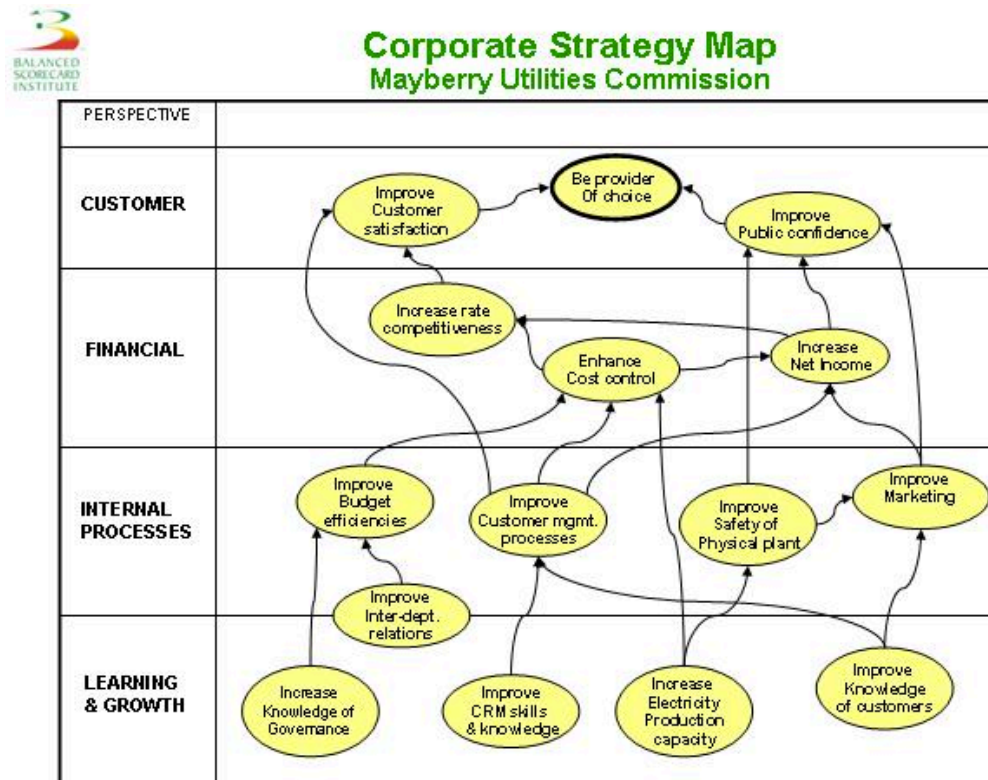 BALANCED
SCORECARD
INSTITUTE
Corporate Strategy Map
Mayberry Utilities Commission
PERSPECTIVE
CUSTOMER
Improve
Customer
satisfaction
Be provider
Of choice
Improve
Public confidence
FINANCIAL
Increase rate
competitiveness
Enhance
Cost control
Increase
Net Income
INTERNAL
PROCESSES
Improve
Budget
efficiencies
Improve
Customer mgmt.
processes
Improve
Safety of
Physical plant
Improve
Marketing
Improve
Inter-dept.
relations
LEARNING
& GROWTH
Increase
Knowledge of
Governance
Improve
CRM skills
& knowledge
Increase
Electricity
Production
capacity
Improve
Knowledge
of customers